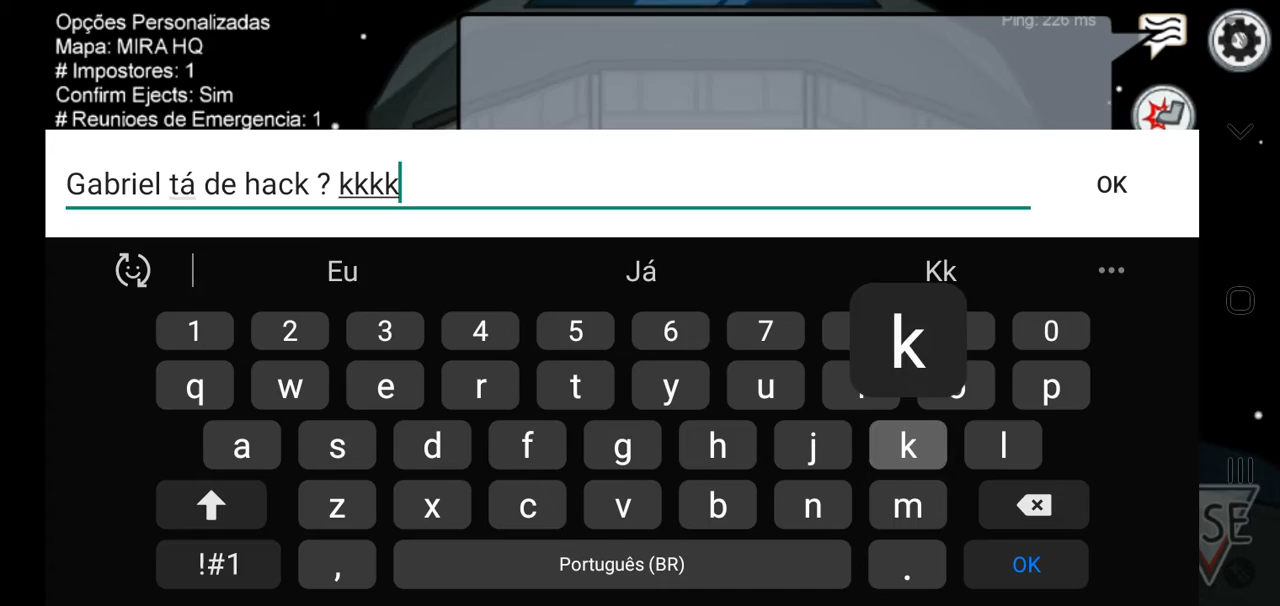 Opções Personalizadas
Mapa: MIRA HQ
# Impostores: 1
Confirm Ejects: Sim
# Reunioes de Emergencia: 1
Ping: 226 ms
Gabriel tá de hack ? kkkk
OK
Eu Já Kk
1 2 3 4 5 6 7 0
k
q w e r t y u p
a s d f g h j k l
z x c v b n m
!#1 , Português (BR) . OK
SE